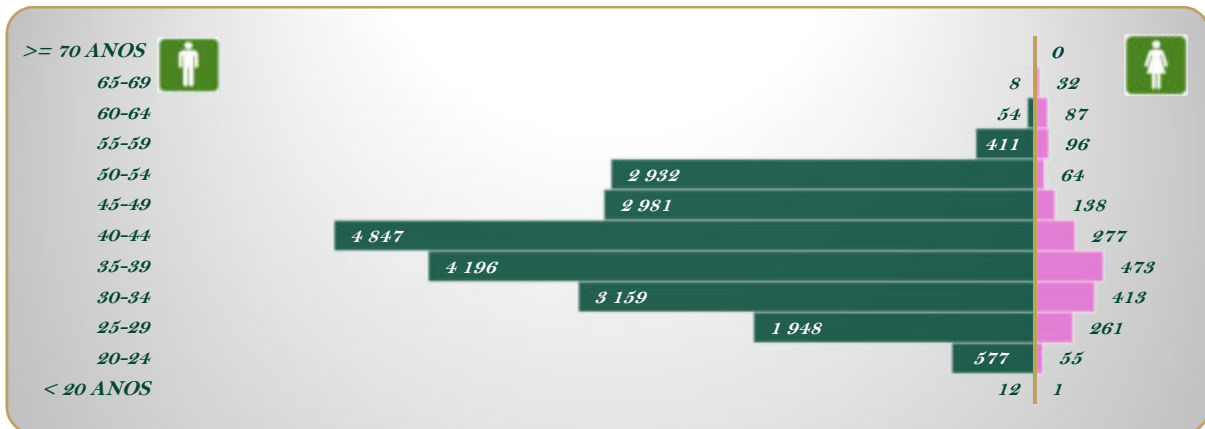 >= 70 ANOS 0
65-69 8 32
60-64 54 87
55-59 411 96
50-54 2 932 64
45-49 2 981 138
40-44 4 847 277
35-39 4 196 473
30-34 3 159 413
25-29 1 948 261
20-24 577 55
< 20 ANOS 12 1